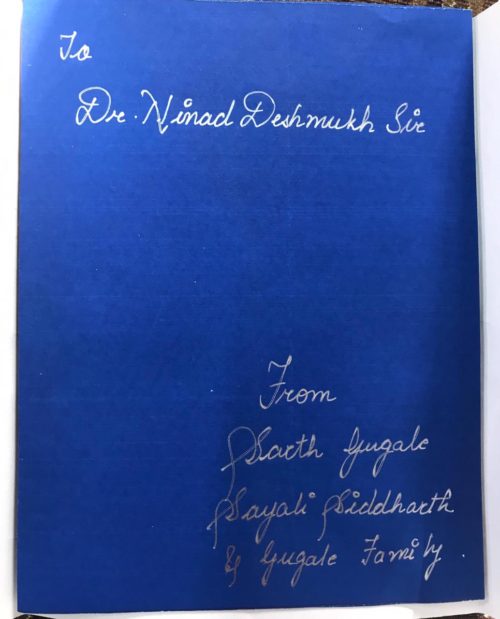 To
Dr. Ninad Deshmukh Sir
From
Sarth Gugale
Sayali Siddharth
& Gugale Family